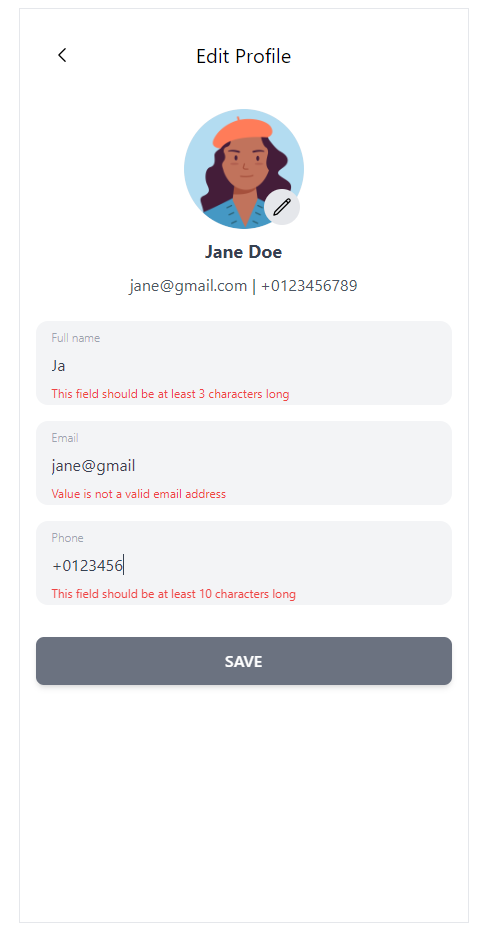 Edit Profile
Jane Doe
jane@gmail.com | +0123456789
Full name
Ja
This field should be at least 3 characters long
Email
jane@gmail
Value is not a valid email address
Phone
+0123456
This field should be at least 10 characters long
SAVE